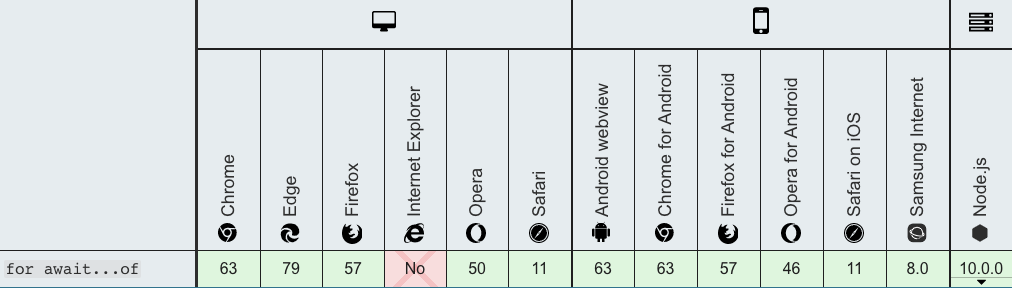 Chrome
Edge
Firefox
Internet Explorer
Opera
Safari
Android webview
Chrome for Android
Firefox for Android
Opera for Android
Safari on iOS
Samsung Internet
Node.js
for await...of 63 79 57 No 50 11 63 63 57 46 11 8.0 10.0.0